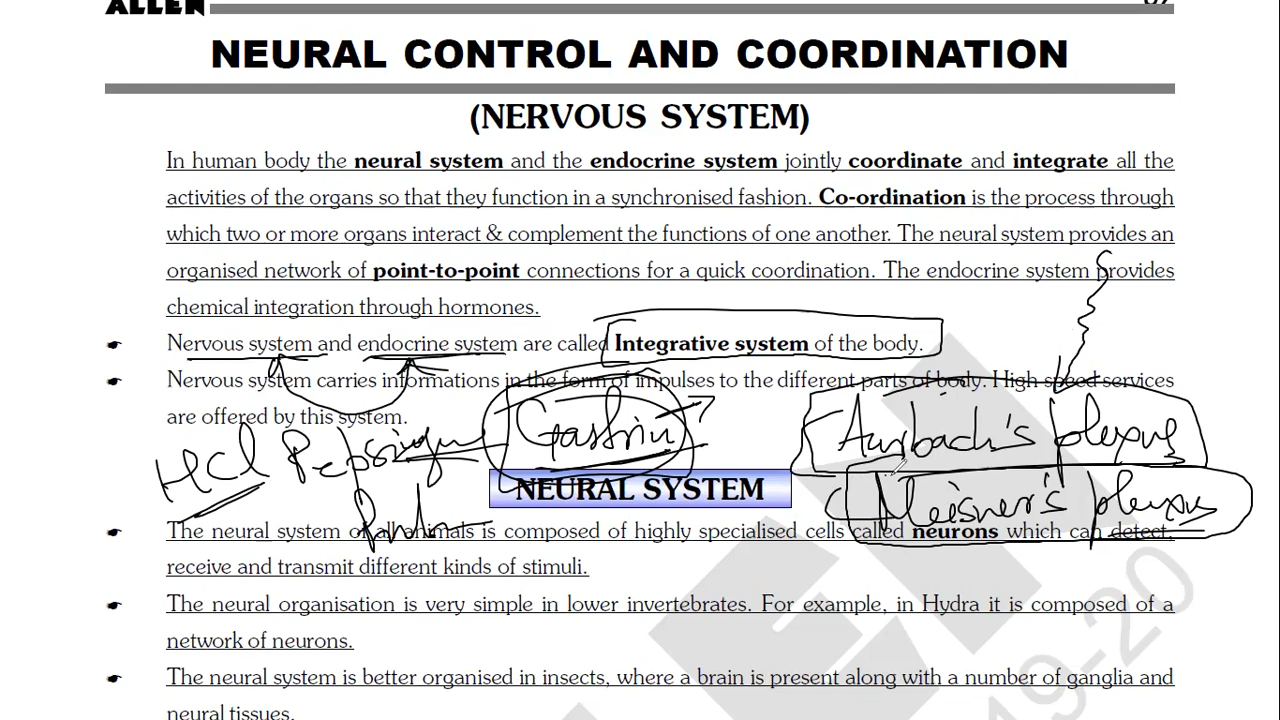 ALLEN
NEURAL CONTROL AND COORDINATION
(NERVOUS SYSTEM)
In human body the neural system and the endocrine system jointly coordinate and integrate all the
activities of the organs so that they function in a synchronised fashion. Co-ordination is the process through
which two or more organs interact & complement the functions of one another. The neural system provides an
organised network of point-to-point connections for a quick coordination. The endocrine system provides
chemical integration through hormones.
Nervous system and endocrine system are called Integrative system of the body.
Nervous system carries informations in the form of impulses to the different parts of body. High speed services
are offered by this system.
Gastrin
Aurbach's plexus
HCl Pepsinogen
NEURAL SYSTEM
Meisner's plexus
The neural system of all animals is composed of highly specialised cells called neurons which can detect,
receive and transmit different kinds of stimuli.
The neural organisation is very simple in lower invertebrates. For example, in Hydra it is composed of a
network of neurons.
The neural system is better organised in insects, where a brain is present along with a number of ganglia and
neural tissues.
19-20